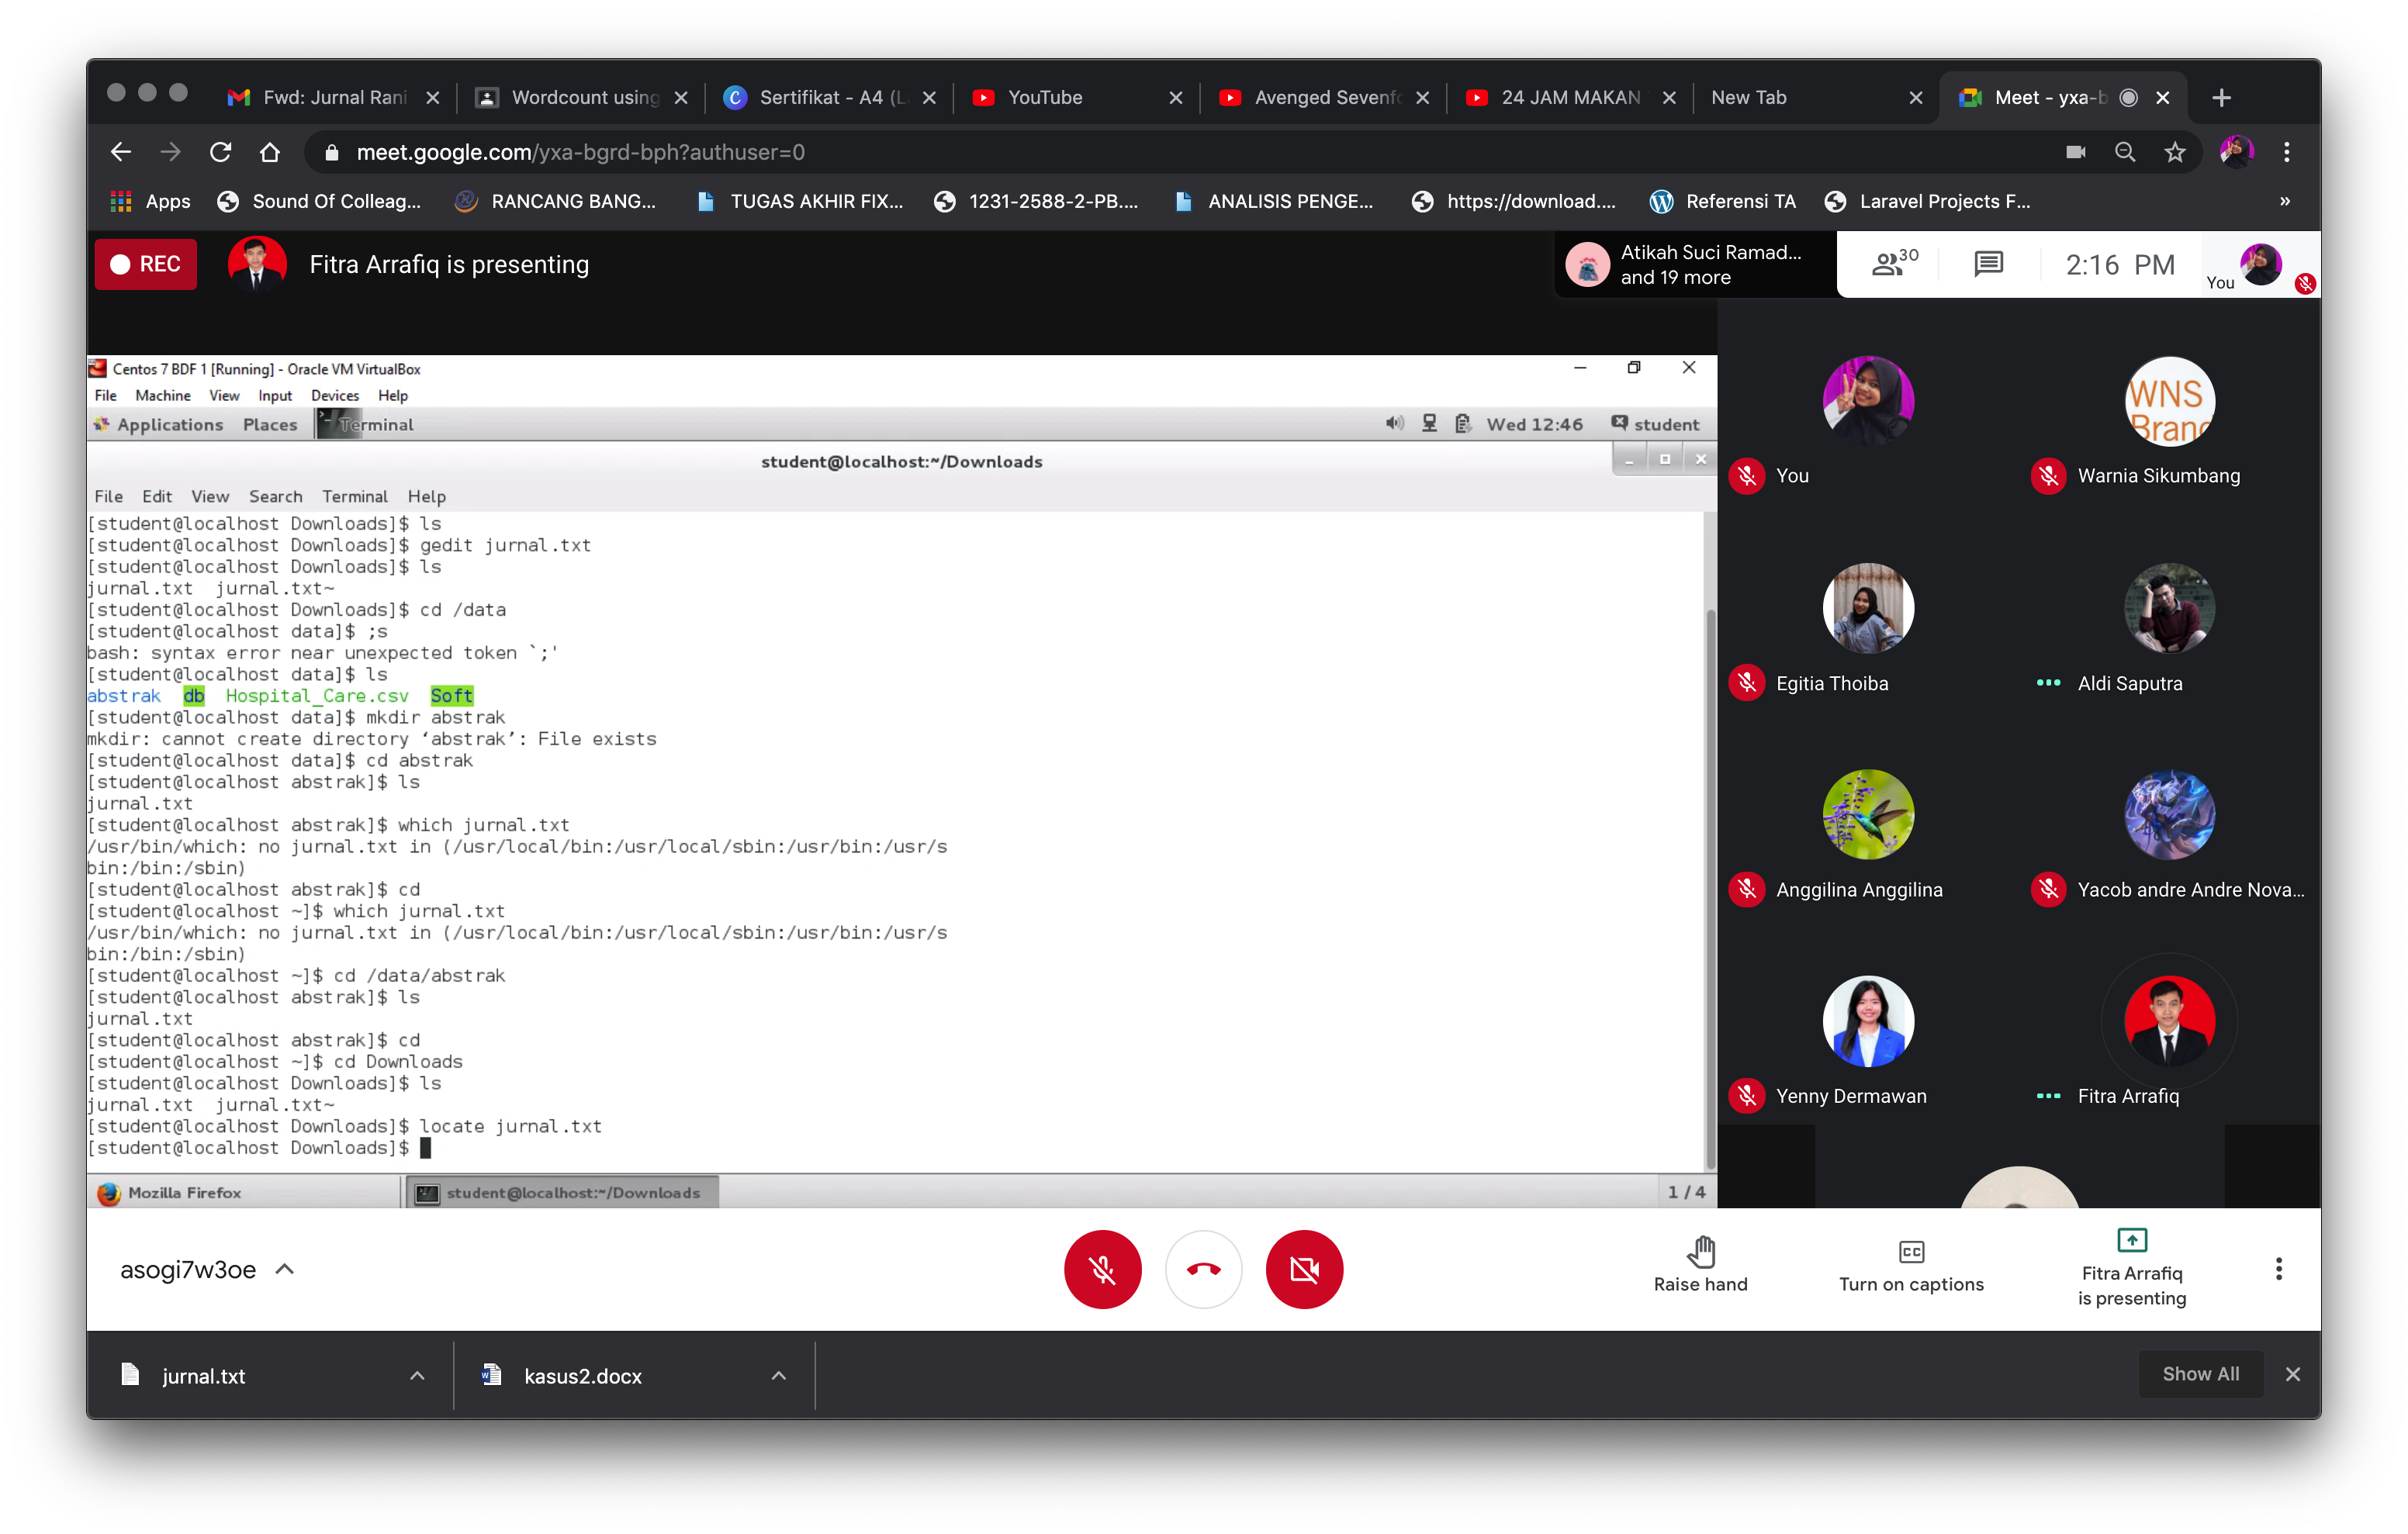 Fwd: Jurnal Rani
Wordcount using
Sertifikat - A4 (L
YouTube
Avenged Sevenf
24 JAM MAKAN
New Tab
Meet - yxa-b
meet.google.com/yxa-bgrd-bph?authuser=0
Apps
Sound Of Colleag...
RANCANG BANG...
TUGAS AKHIR FIX...
1231-2588-2-PB....
ANALISIS PENGE...
https://download....
Referensi TA
Laravel Projects F...
»
REC
Fitra Arrafiq is presenting
Atikah Suci Ramad...
and 19 more
30
2:16 PM
You
Centos 7 BDF 1 [Running] - Oracle VM VirtualBox
File Machine View Input Devices Help
Applications Places Terminal
Wed 12:46 student
student@localhost:~/Downloads
File Edit View Search Terminal Help
[student@localhost Downloads]$ ls
[student@localhost Downloads]$ gedit jurnal.txt
[student@localhost Downloads]$ ls
jurnal.txt  jurnal.txt~
[student@localhost Downloads]$ cd /data
[student@localhost data]$ ;s
bash: syntax error near unexpected token `;'
[student@localhost data]$ ls
abstrak  db  Hospital_Care.csv  Soft
[student@localhost data]$ mkdir abstrak
mkdir: cannot create directory ‘abstrak’: File exists
[student@localhost data]$ cd abstrak
[student@localhost abstrak]$ ls
jurnal.txt
[student@localhost abstrak]$ which jurnal.txt
/usr/bin/which: no jurnal.txt in (/usr/local/bin:/usr/local/sbin:/usr/bin:/usr/s
bin:/bin:/sbin)
[student@localhost abstrak]$ cd
[student@localhost ~]$ which jurnal.txt
/usr/bin/which: no jurnal.txt in (/usr/local/bin:/usr/local/sbin:/usr/bin:/usr/s
bin:/bin:/sbin)
[student@localhost ~]$ cd /data/abstrak
[student@localhost abstrak]$ ls
jurnal.txt
[student@localhost abstrak]$ cd
[student@localhost ~]$ cd Downloads
[student@localhost Downloads]$ ls
jurnal.txt  jurnal.txt~
[student@localhost Downloads]$ locate jurnal.txt
[student@localhost Downloads]$
Mozilla Firefox
student@localhost:~/Downloads
1 / 4
WNS
Brand
You
Warnia Sikumbang
Egitia Thoiba
Aldi Saputra
Anggilina Anggilina
Yacob andre Andre Nova...
Yenny Dermawan
Fitra Arrafiq
asogi7w3oe
Raise hand
Turn on captions
Fitra Arrafiq
is presenting
jurnal.txt
kasus2.docx
Show All